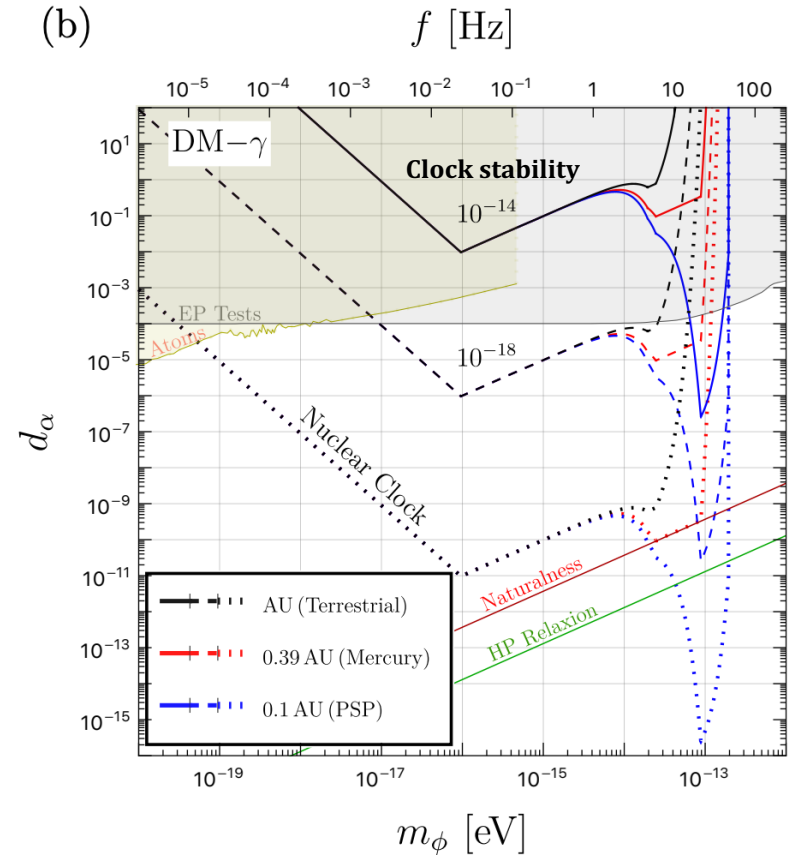 (b)
f [Hz]
10⁻⁵ 10⁻⁴ 10⁻³ 10⁻² 10⁻¹ 1 10 100
DM−γ
Clock stability
10⁻¹⁴
EP Tests
Atoms
10⁻¹⁸
Nuclear Clock
Naturalness
HP Relaxion
AU (Terrestrial)
0.39 AU (Mercury)
0.1 AU (PSP)
d_α
10¹
10⁻¹
10⁻³
10⁻⁵
10⁻⁷
10⁻⁹
10⁻¹¹
10⁻¹³
10⁻¹⁵
10⁻¹⁹ 10⁻¹⁷ 10⁻¹⁵ 10⁻¹³
m_ϕ [eV]